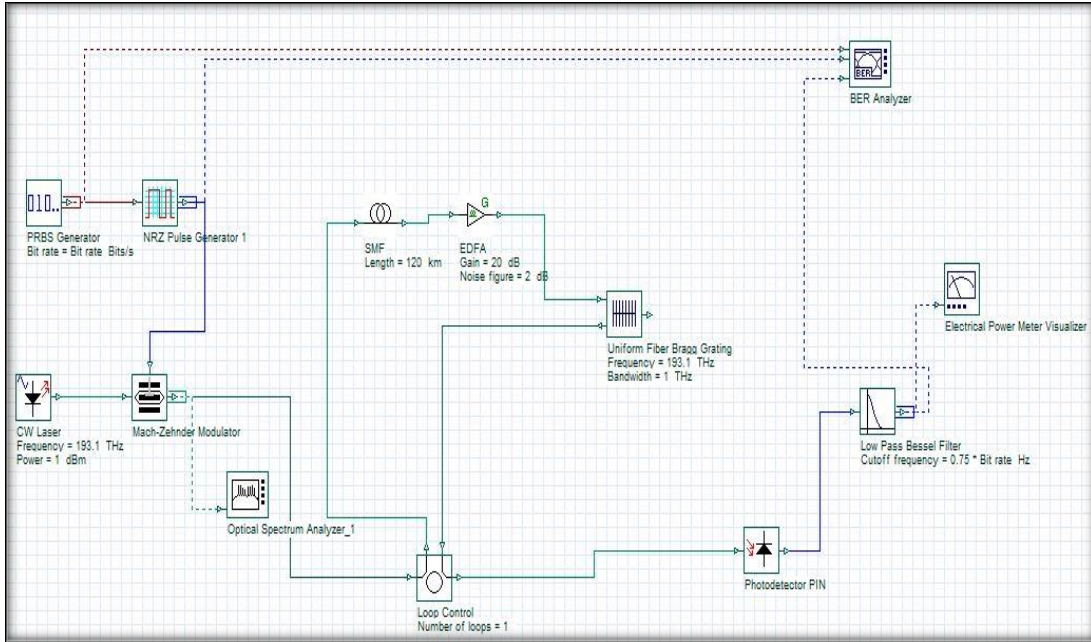 BER
BER Analyzer
010..
PRBS Generator
Bit rate = Bit rate Bits/s
NRZ Pulse Generator 1
SMF
Length = 120 km
G
EDFA
Gain = 20 dB
Noise figure = 2 dB
Electrical Power Meter Visualizer
Uniform Fiber Bragg Grating
Frequency = 193.1 THz
Bandwidth = 1 THz
CW Laser
Frequency = 193.1 THz
Power = 1 dBm
Mach-Zehnder Modulator
Low Pass Bessel Filter
Cutoff frequency = 0.75 * Bit rate Hz
Optical Spectrum Analyzer_1
Photodetector PIN
Loop Control
Number of loops = 1